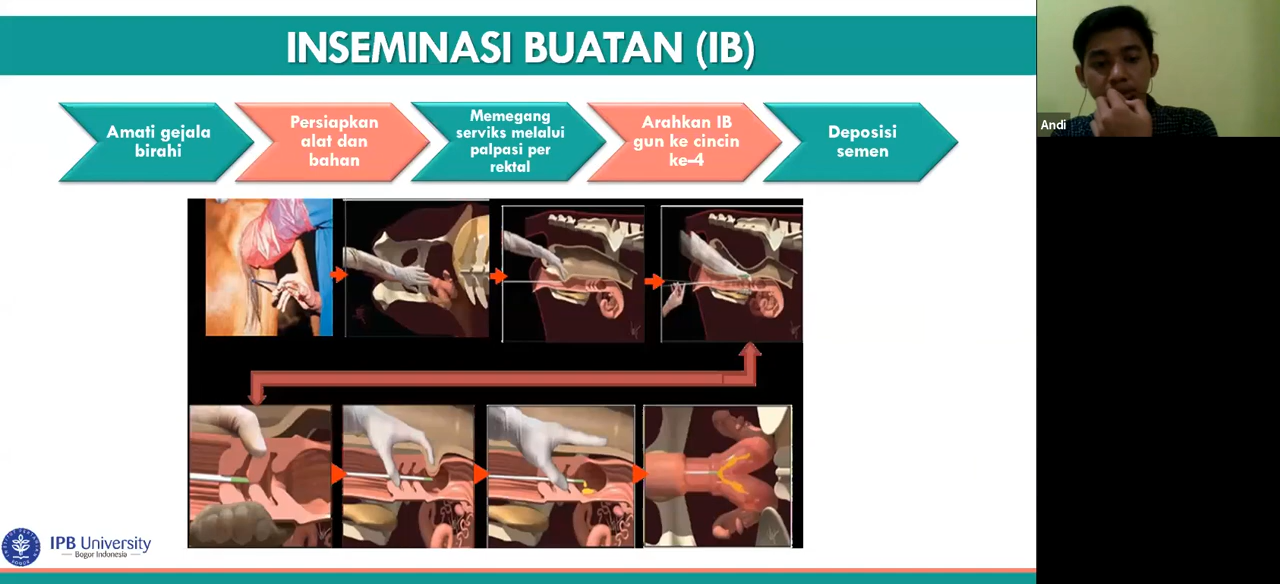 INSEMINASI BUATAN (IB)
Amati gejala
birahi
Persiapkan
alat dan
bahan
Memegang
serviks melalui
palpasi per
rektal
Arahkan IB
gun ke cincin
ke-4
Deposisi
semen
Andi
IPB University
Bogor Indonesia